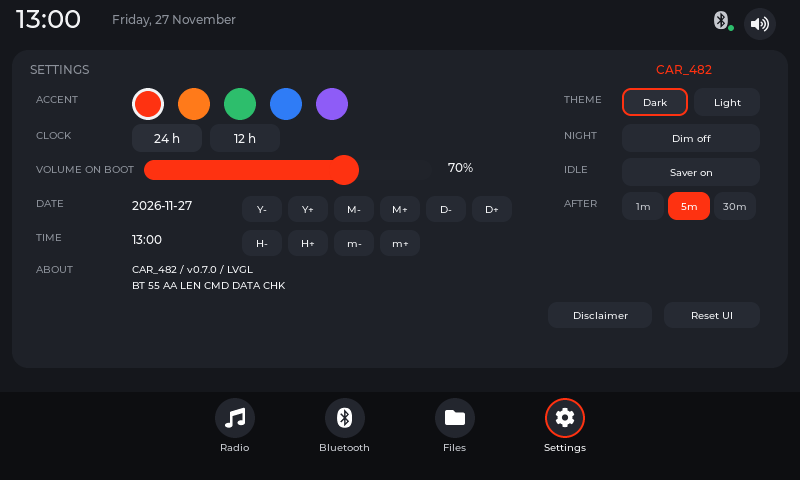 13:00 Friday, 27 November
SETTINGS CAR_482
ACCENT THEME Dark Light
CLOCK 24 h 12 h NIGHT Dim off
VOLUME ON BOOT 70% IDLE Saver on
DATE 2026-11-27 Y- Y+ M- M+ D- D+ AFTER 1m 5m 30m
TIME 13:00 H- H+ m- m+
ABOUT CAR_482 / v0.7.0 / LVGL
BT 55 AA LEN CMD DATA CHK
Disclaimer Reset UI
Radio Bluetooth Files Settings